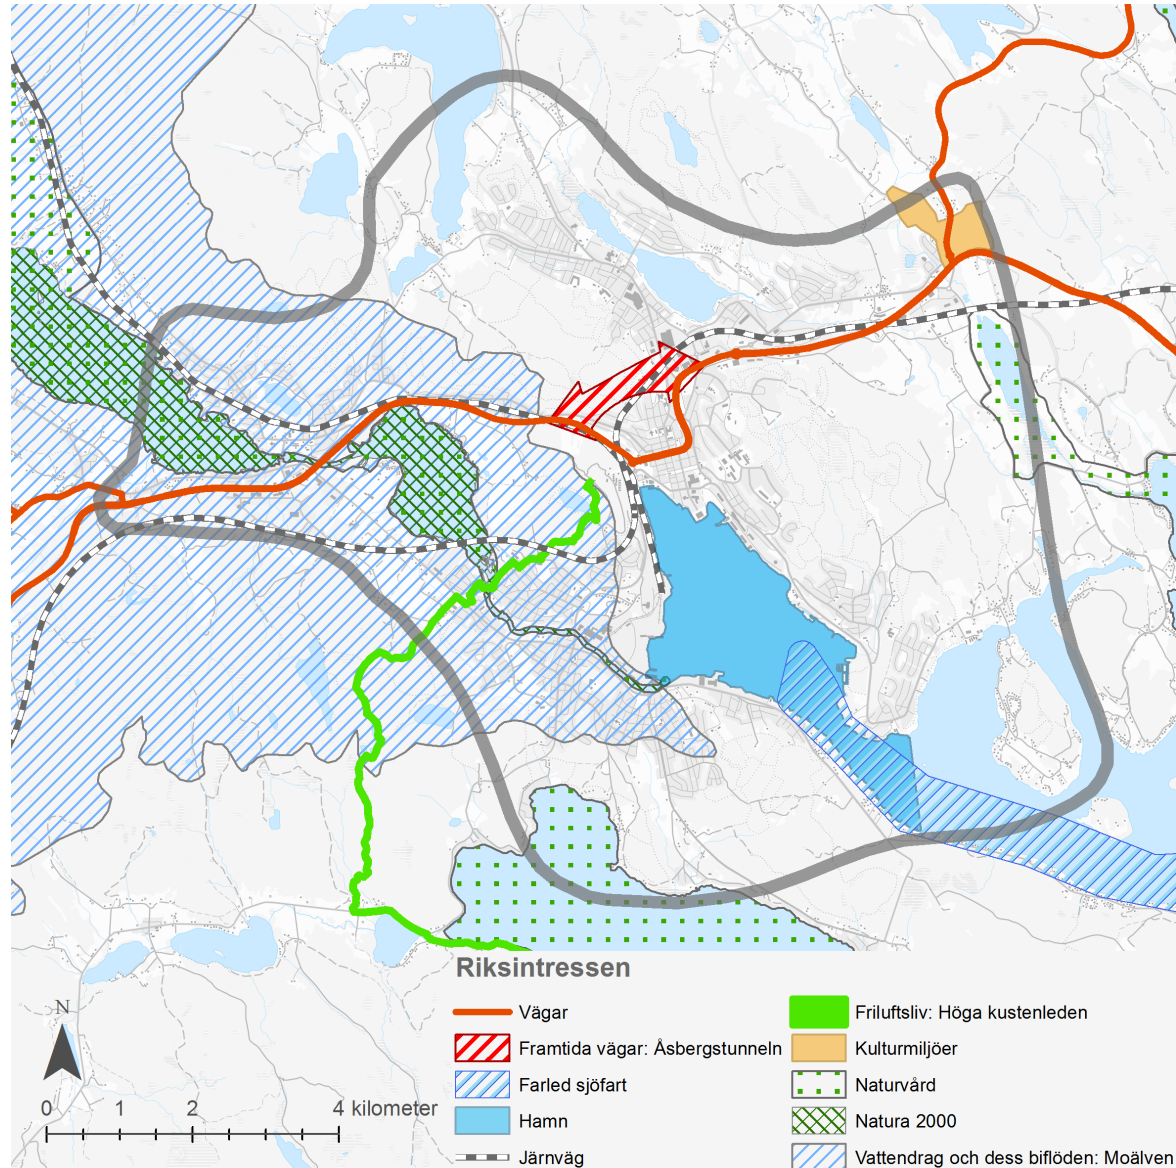 Riksintressen
Vägar
Framtida vägar: Åsbergstunneln
Farled sjöfart
Hamn
Järnväg
Friluftsliv: Höga kustenleden
Kulturmiljöer
Naturvård
Natura 2000
Vattendrag och dess biflöden: Moälven
N
0 1 2 4 kilometer